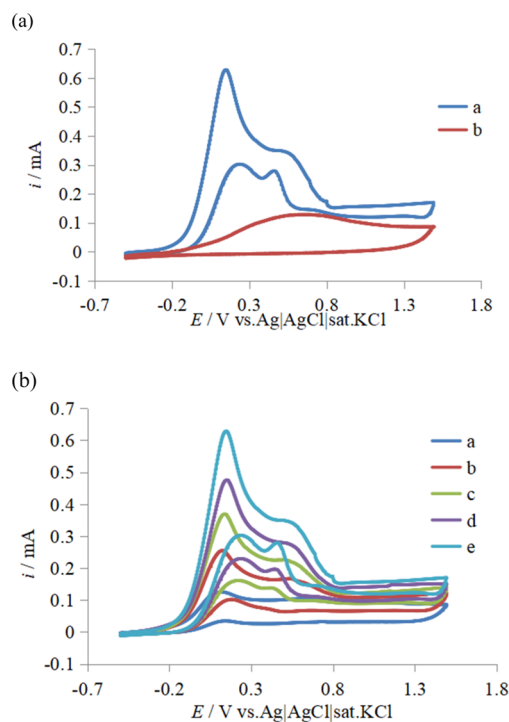 (a)
0.7
0.6
0.5
0.4
0.3
0.2
0.1
0
-0.1
i / mA
a
b
-0.7 -0.2 0.3 0.8 1.3 1.8
E / V vs.Ag|AgCl|sat.KCl
(b)
0.7
0.6
0.5
0.4
0.3
0.2
0.1
0
-0.1
i / mA
a
b
c
d
e
-0.7 -0.2 0.3 0.8 1.3 1.8
E / V vs.Ag|AgCl|sat.KCl